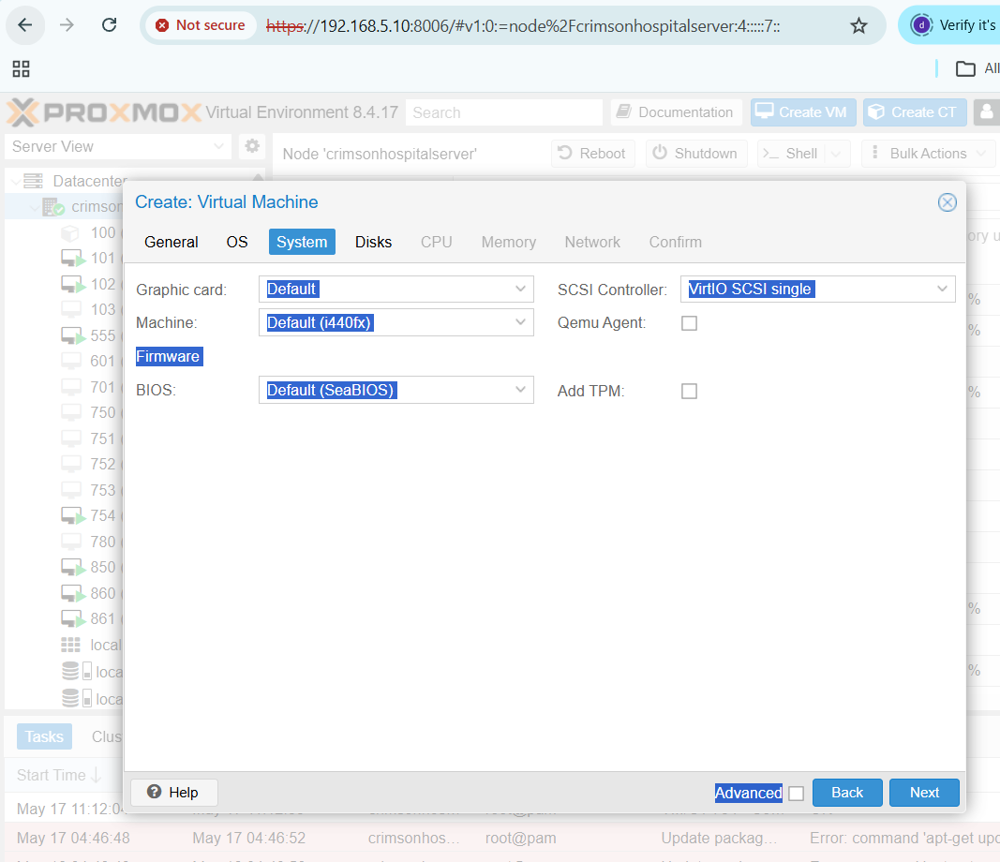 Not secure https://192.168.5.10:8006/#v1:0:=node%2Fcrimsonhospitalserver:4:::::7:: d Verify it's
All
PROXMOX Virtual Environment 8.4.17 Search Documentation Create VM Create CT
Server View Node 'crimsonhospitalserver' Reboot Shutdown >_ Shell Bulk Actions
Datacenter
crimson
Create: Virtual Machine
General OS System Disks CPU Memory Network Confirm
Graphic card: Default SCSI Controller: VirtIO SCSI single
Machine: Default (i440fx) Qemu Agent:
Firmware
BIOS: Default (SeaBIOS) Add TPM:
100 (
101 (
102 (
103 (
555 (
601 (
701 (
750 (
751 (
752 (
753 (
754 (
780 (
850 (
860 (
861 (
local
loca
loca
ory u
%
%
%
%
%
Tasks Clus
Start Time
Help Advanced Back Next
May 17 11:12:04
root@pam
May 17 04:46:48 May 17 04:46:52 crimsonhos... root@pam Update packag... Error: command 'apt-get upd